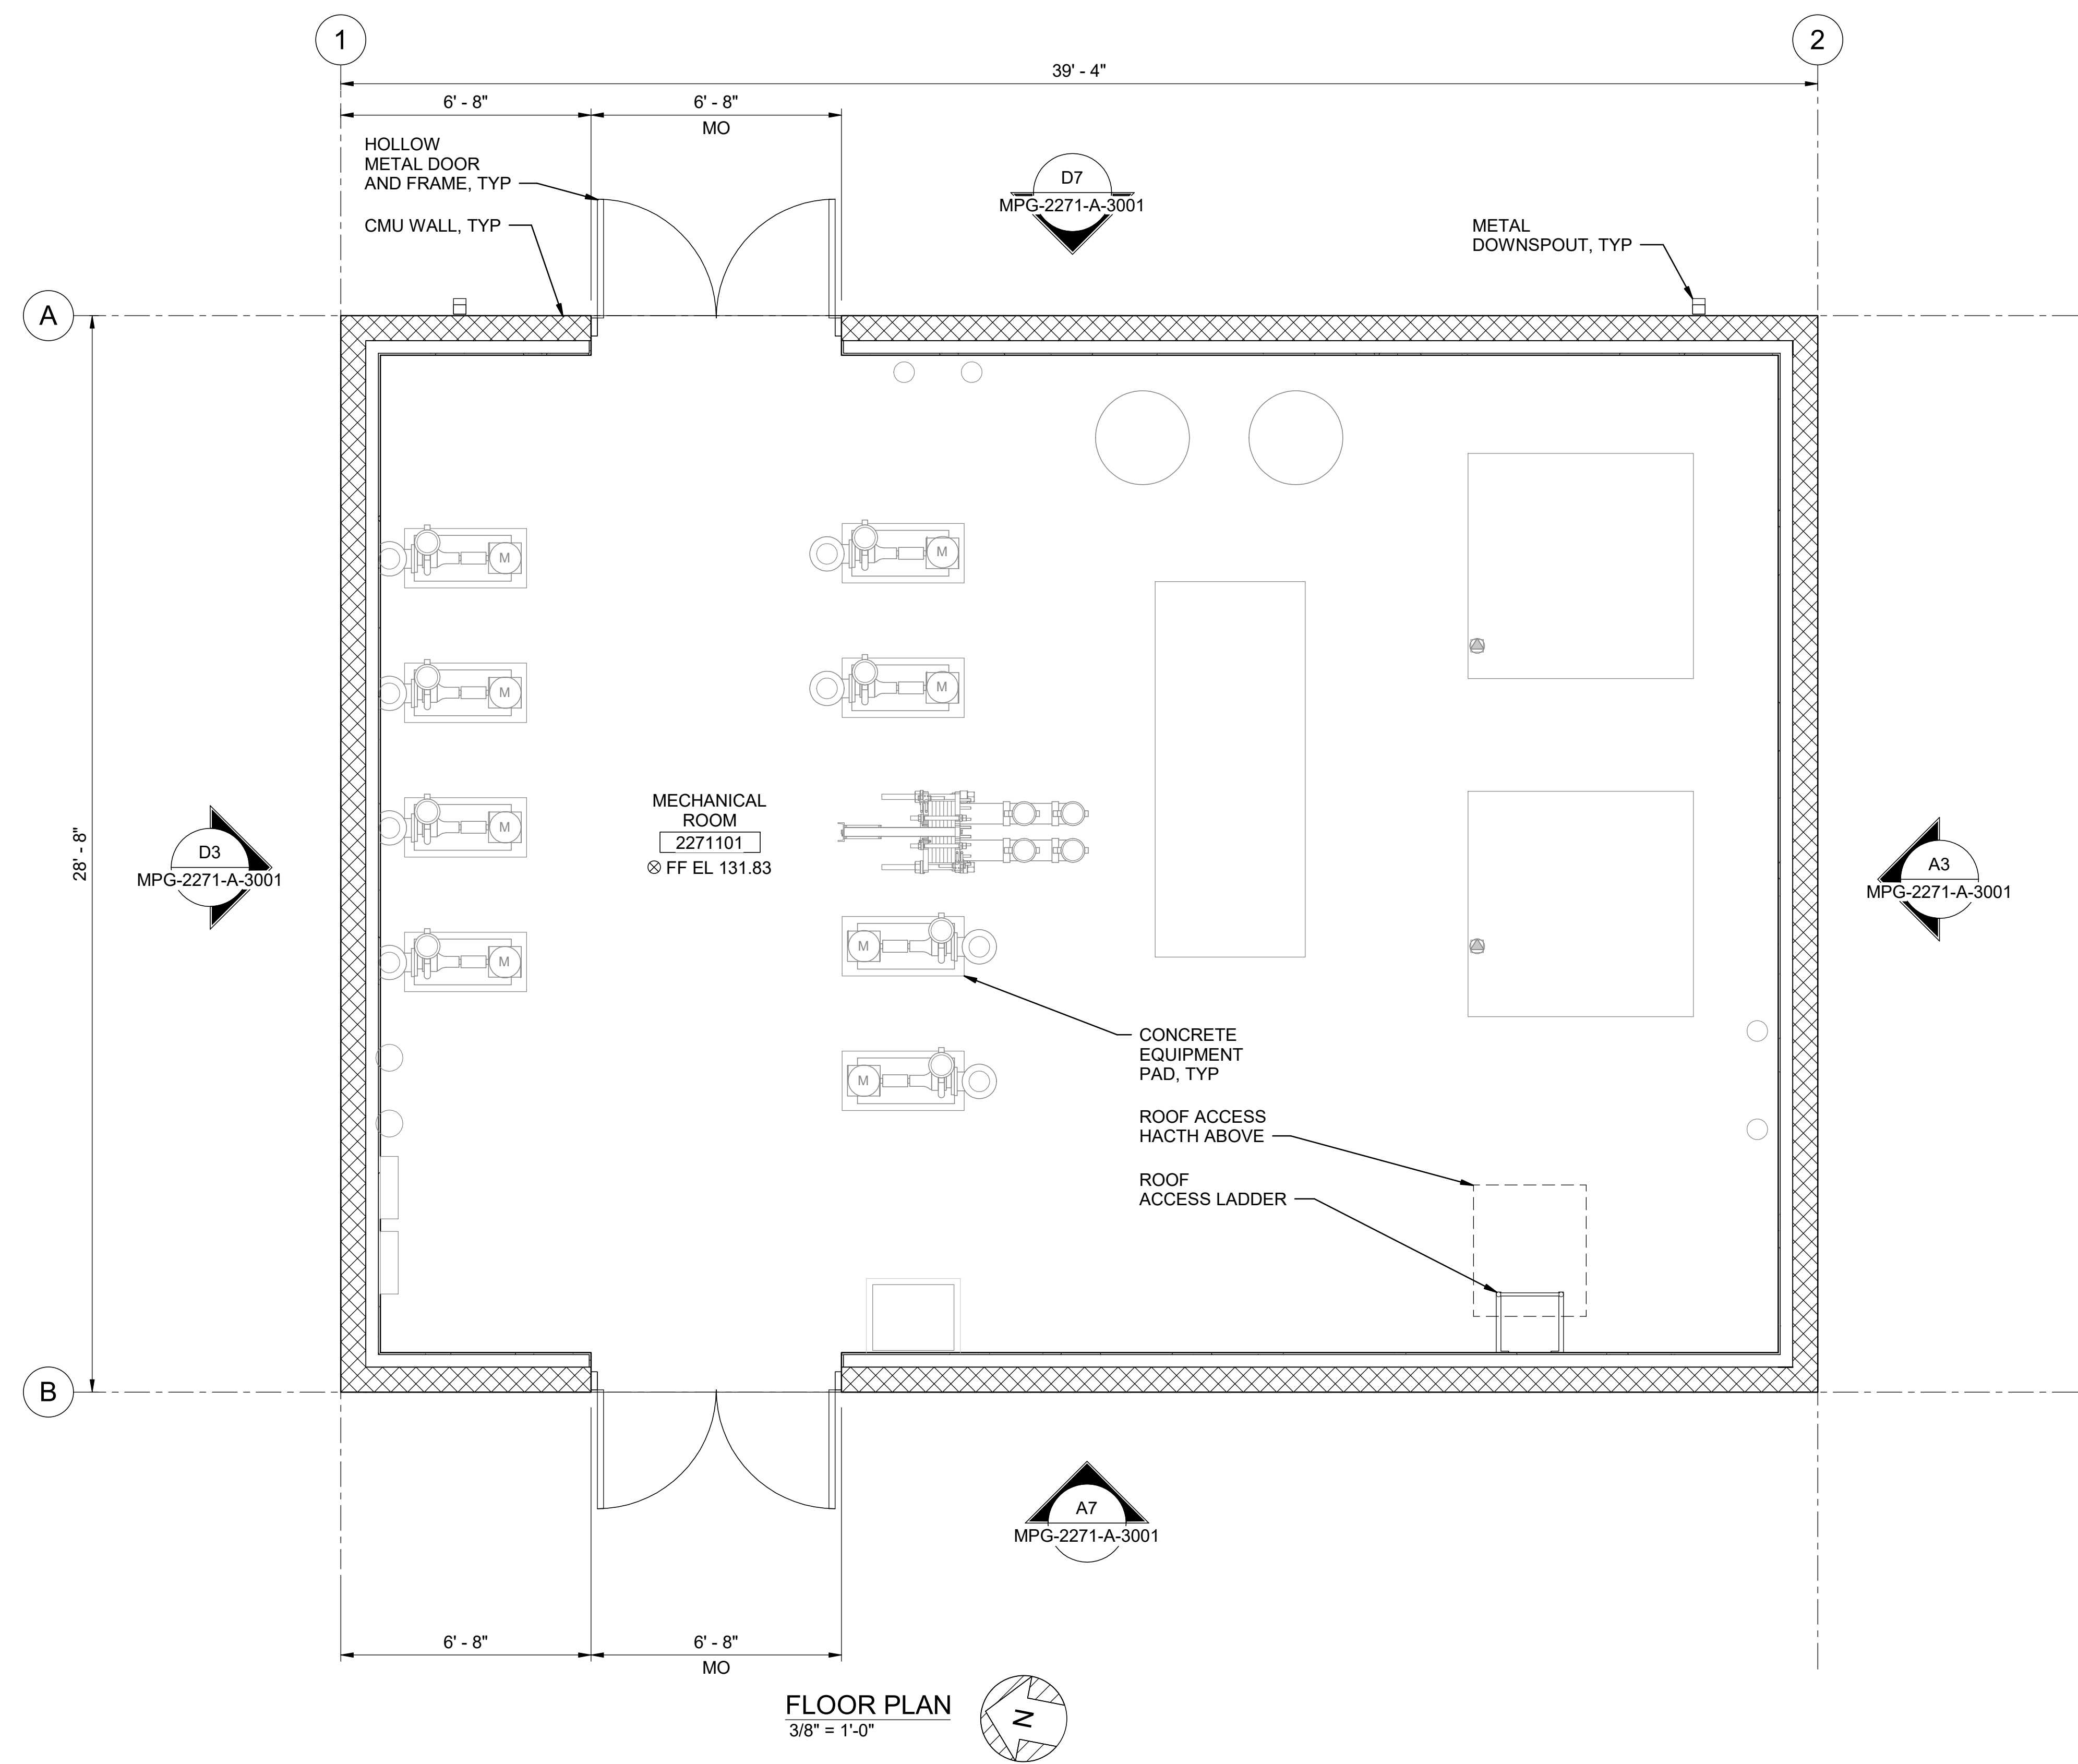 1
2
39' - 4"
6' - 8"
6' - 8"
MO
HOLLOW
METAL DOOR
AND FRAME, TYP
CMU WALL, TYP
D7
MPG-2271-A-3001
METAL
DOWNSPOUT, TYP
A
M
M
M
M
MECHANICAL
ROOM
2271101
FF EL 131.83
M
M
28' - 8"
D3
MPG-2271-A-3001
A3
MPG-2271-A-3001
M
M
CONCRETE
EQUIPMENT
PAD, TYP
M
M
ROOF ACCESS
HACTH ABOVE
ROOF
ACCESS LADDER
B
A7
MPG-2271-A-3001
6' - 8"
6' - 8"
MO
FLOOR PLAN
3/8" = 1'-0"
N